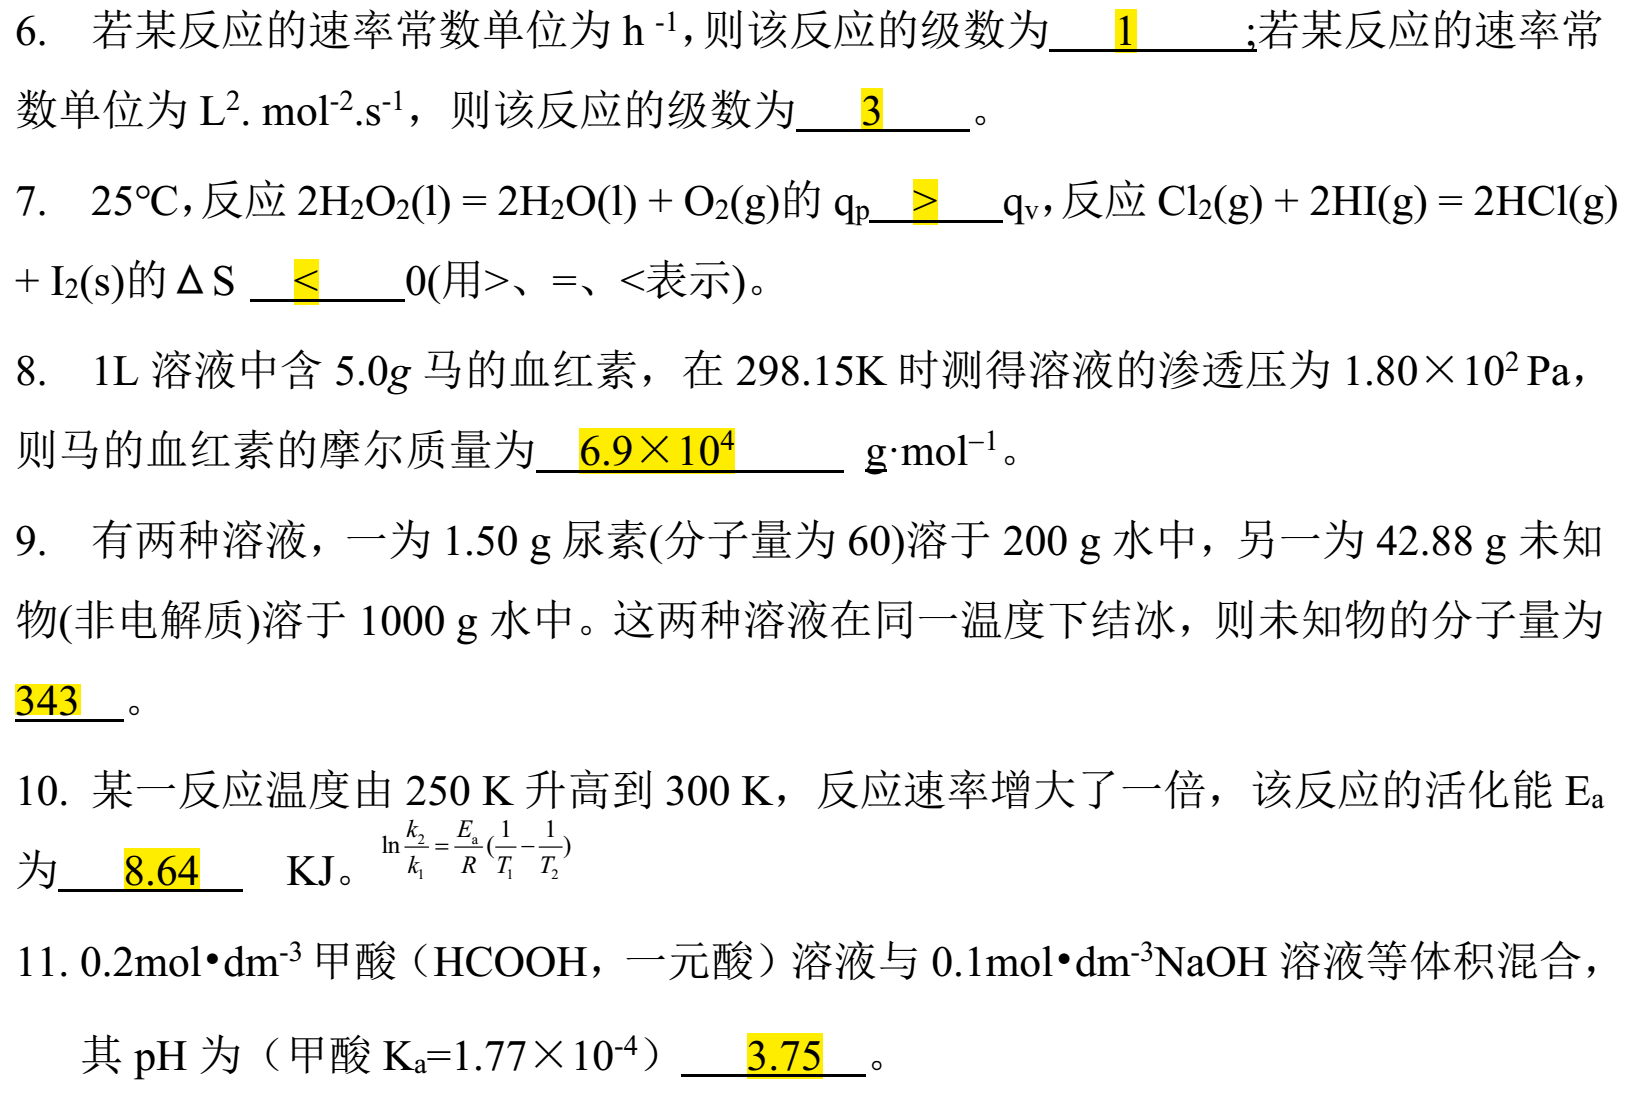 6. 若某反应的速率常数单位为 h⁻¹,则该反应的级数为 1 ;若某反应的速率常
数单位为 L². mol⁻².s⁻¹，则该反应的级数为 3 。
7. 25℃，反应 2H₂O₂(l) = 2H₂O(l) + O₂(g)的 qₚ > qᵥ，反应 Cl₂(g) + 2HI(g) = 2HCl(g)
+ I₂(s)的 Δ S < 0(用>、=、<表示)。
8. 1L 溶液中含 5.0g 马的血红素，在 298.15K 时测得溶液的渗透压为 1.80×10² Pa，
则马的血红素的摩尔质量为 6.9×10⁴ g·mol⁻¹。
9. 有两种溶液，一为 1.50 g 尿素(分子量为 60)溶于 200 g 水中，另一为 42.88 g 未知
物(非电解质)溶于 1000 g 水中。这两种溶液在同一温度下结冰，则未知物的分子量为
343 。
10. 某一反应温度由 250 K 升高到 300 K，反应速率增大了一倍，该反应的活化能 Eₐ
为 8.64 KJ。 ln k₂/k₁ = Eₐ/R (1/T₁ − 1/T₂)
11. 0.2mol•dm⁻³ 甲酸（HCOOH，一元酸）溶液与 0.1mol•dm⁻³NaOH 溶液等体积混合，
其 pH 为（甲酸 Kₐ=1.77×10⁻⁴） 3.75 。